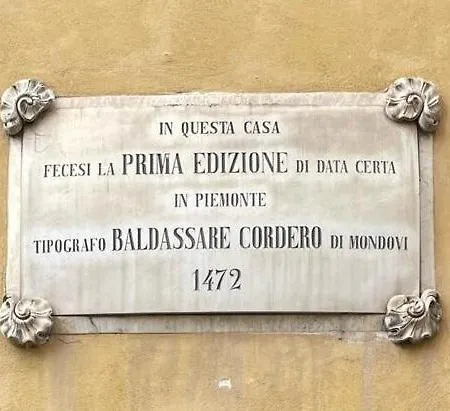 IN QUESTA CASA
FECESI LA PRIMA EDIZIONE DI DATA CERTA
IN PIEMONTE
TIPOGRAFO BALDASSARE CORDERO DI MONDOVI
1472